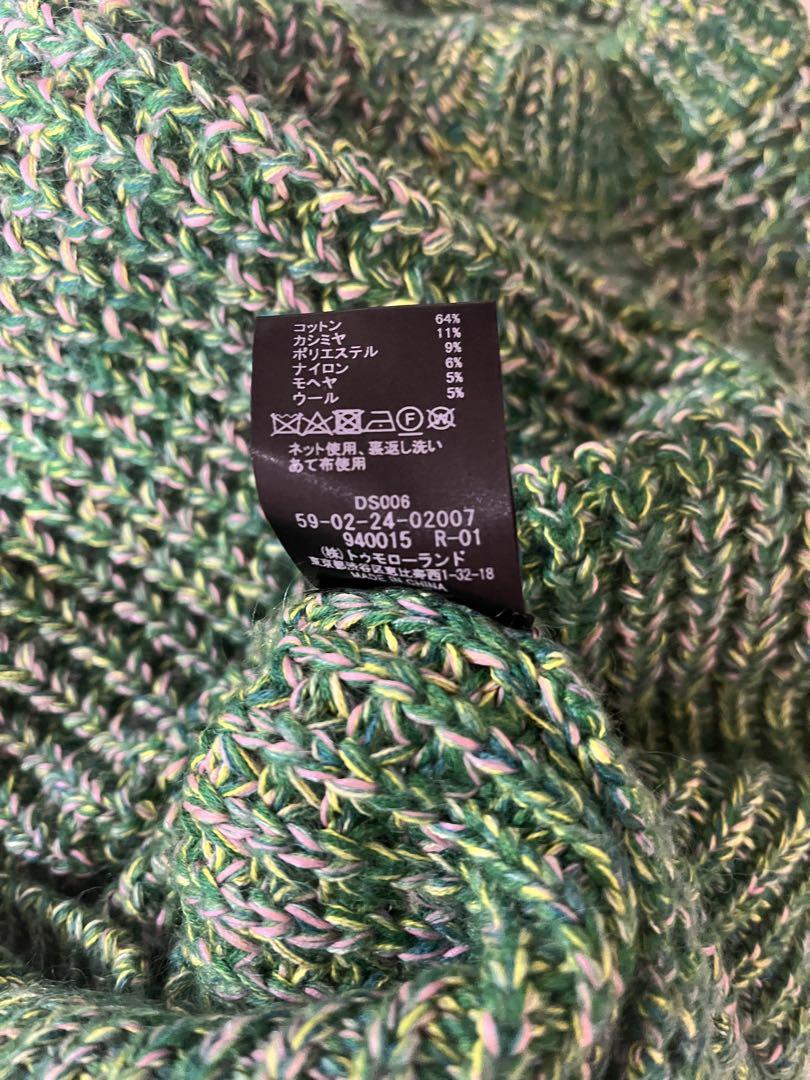 コットン 64%
カシミヤ 11%
ポリエステル 9%
ナイロン 6%
モヘヤ 5%
ウール 5%
ネット使用、裏返し洗い
あて布使用
DS006
59-02-24-02007
940015 R-01
(株)トゥモローランド
東京都渋谷区恵比寿西1-32-18
MADE IN CHINA